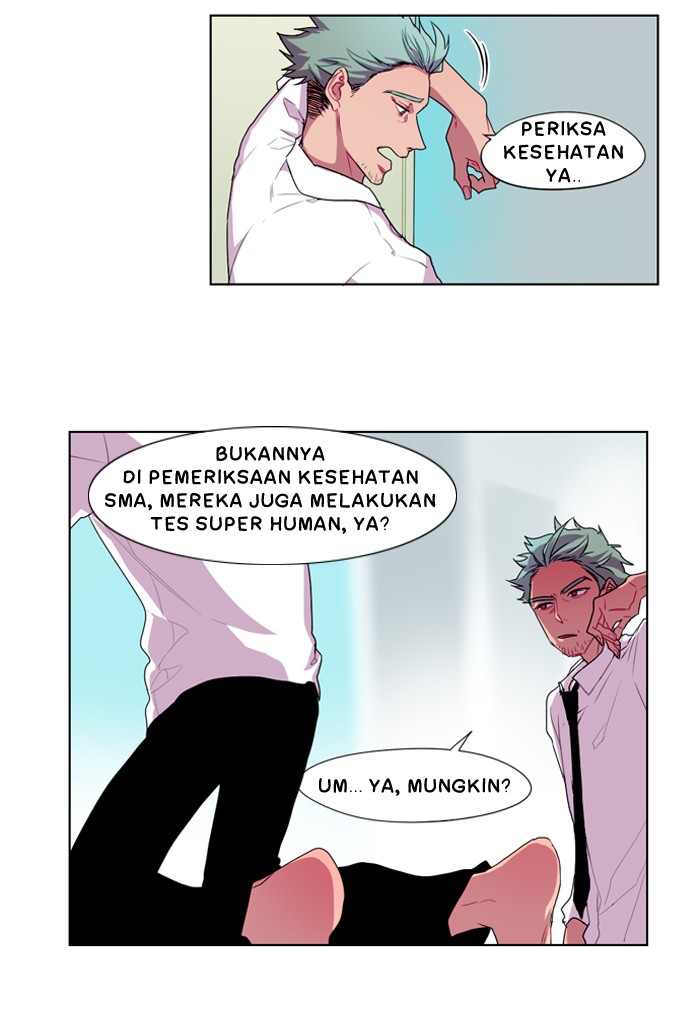 PERIKSA
KESEHATAN
YA..
BUKANNYA
DI PEMERIKSAAN KESEHATAN
SMA, MEREKA JUGA MELAKUKAN
TES SUPER HUMAN, YA?
UM... YA, MUNGKIN?